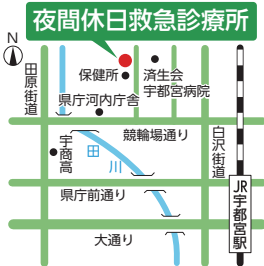 夜間休日救急診療所
N
田原街道
保健所
済生会
宇都宮病院
県庁河内庁舎
競輪場通り
宇商高
田川
白沢街道
県庁前通り
JR宇都宮駅
大通り